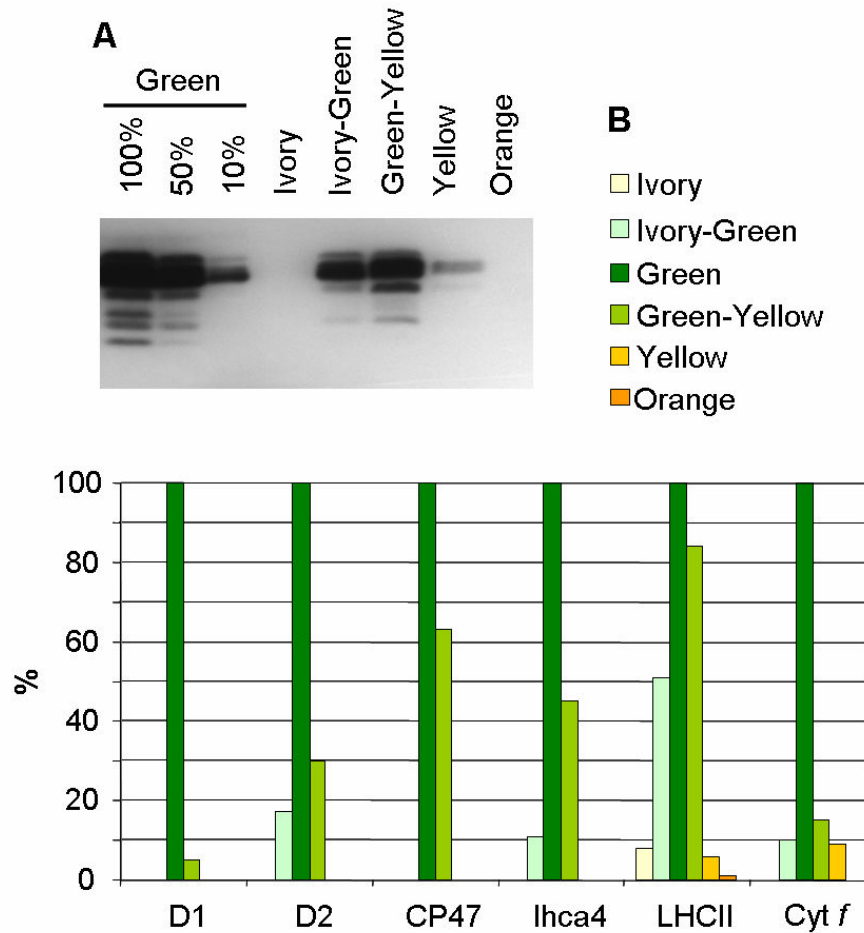 A
Green
100%
50%
10%
Ivory
Ivory-Green
Green-Yellow
Yellow
Orange
B
Ivory
Ivory-Green
Green
Green-Yellow
Yellow
Orange
100
80
60
40
20
0
%
D1
D2
CP47
lhca4
LHCII
Cyt f